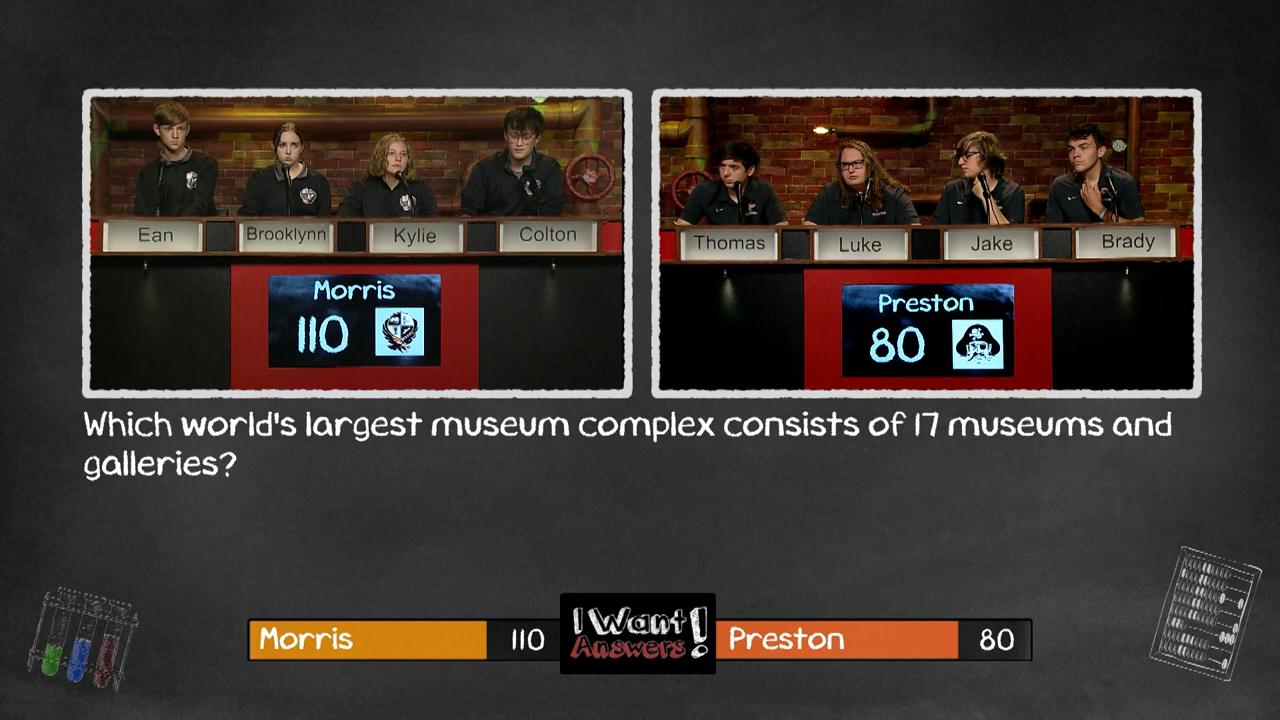 Ean
Brooklynn
Kylie
Colton
Morris
110
Thomas
Luke
Jake
Brady
Preston
80
Which world's largest museum complex consists of 17 museums and
galleries?
Morris 110
I Want
Answers!
Preston 80